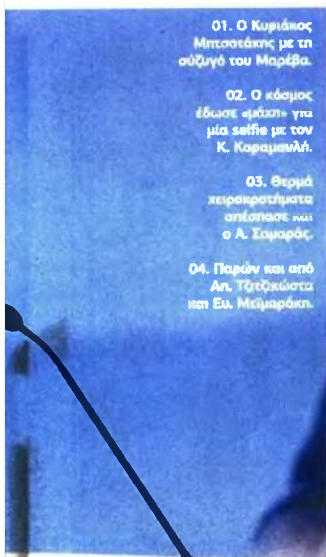 01. Ο Κυριάκος
Μητσοτάκης με τη
σύζυγό του Μαρέβα.
02. Ο κόσμος
έδωσε «μάχη» για
μία selfie με τον
Κ. Καραμανλή.
03. Θερμά
χειροκροτήματα
απέσπασε και
ο Α. Σαμαράς.
04. Παρών και από
Απ. Τζιτζικώστα
και Ευ. Μεϊμαράκη.